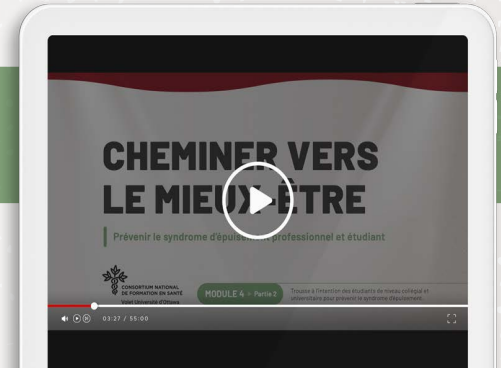 CHEMINER VERS
LE MIEUX-ÊTRE
Prévenir le syndrome d'épuisement professionnel et étudiant
CONSORTIUM NATIONAL
DE FORMATION EN SANTÉ
Volet Université d'Ottawa
MODULE 4 • Partie 2
Trousse à l'intention des étudiants de niveau collégial et
universitaire pour prévenir le syndrome d'épuisement
03:27 / 55:00